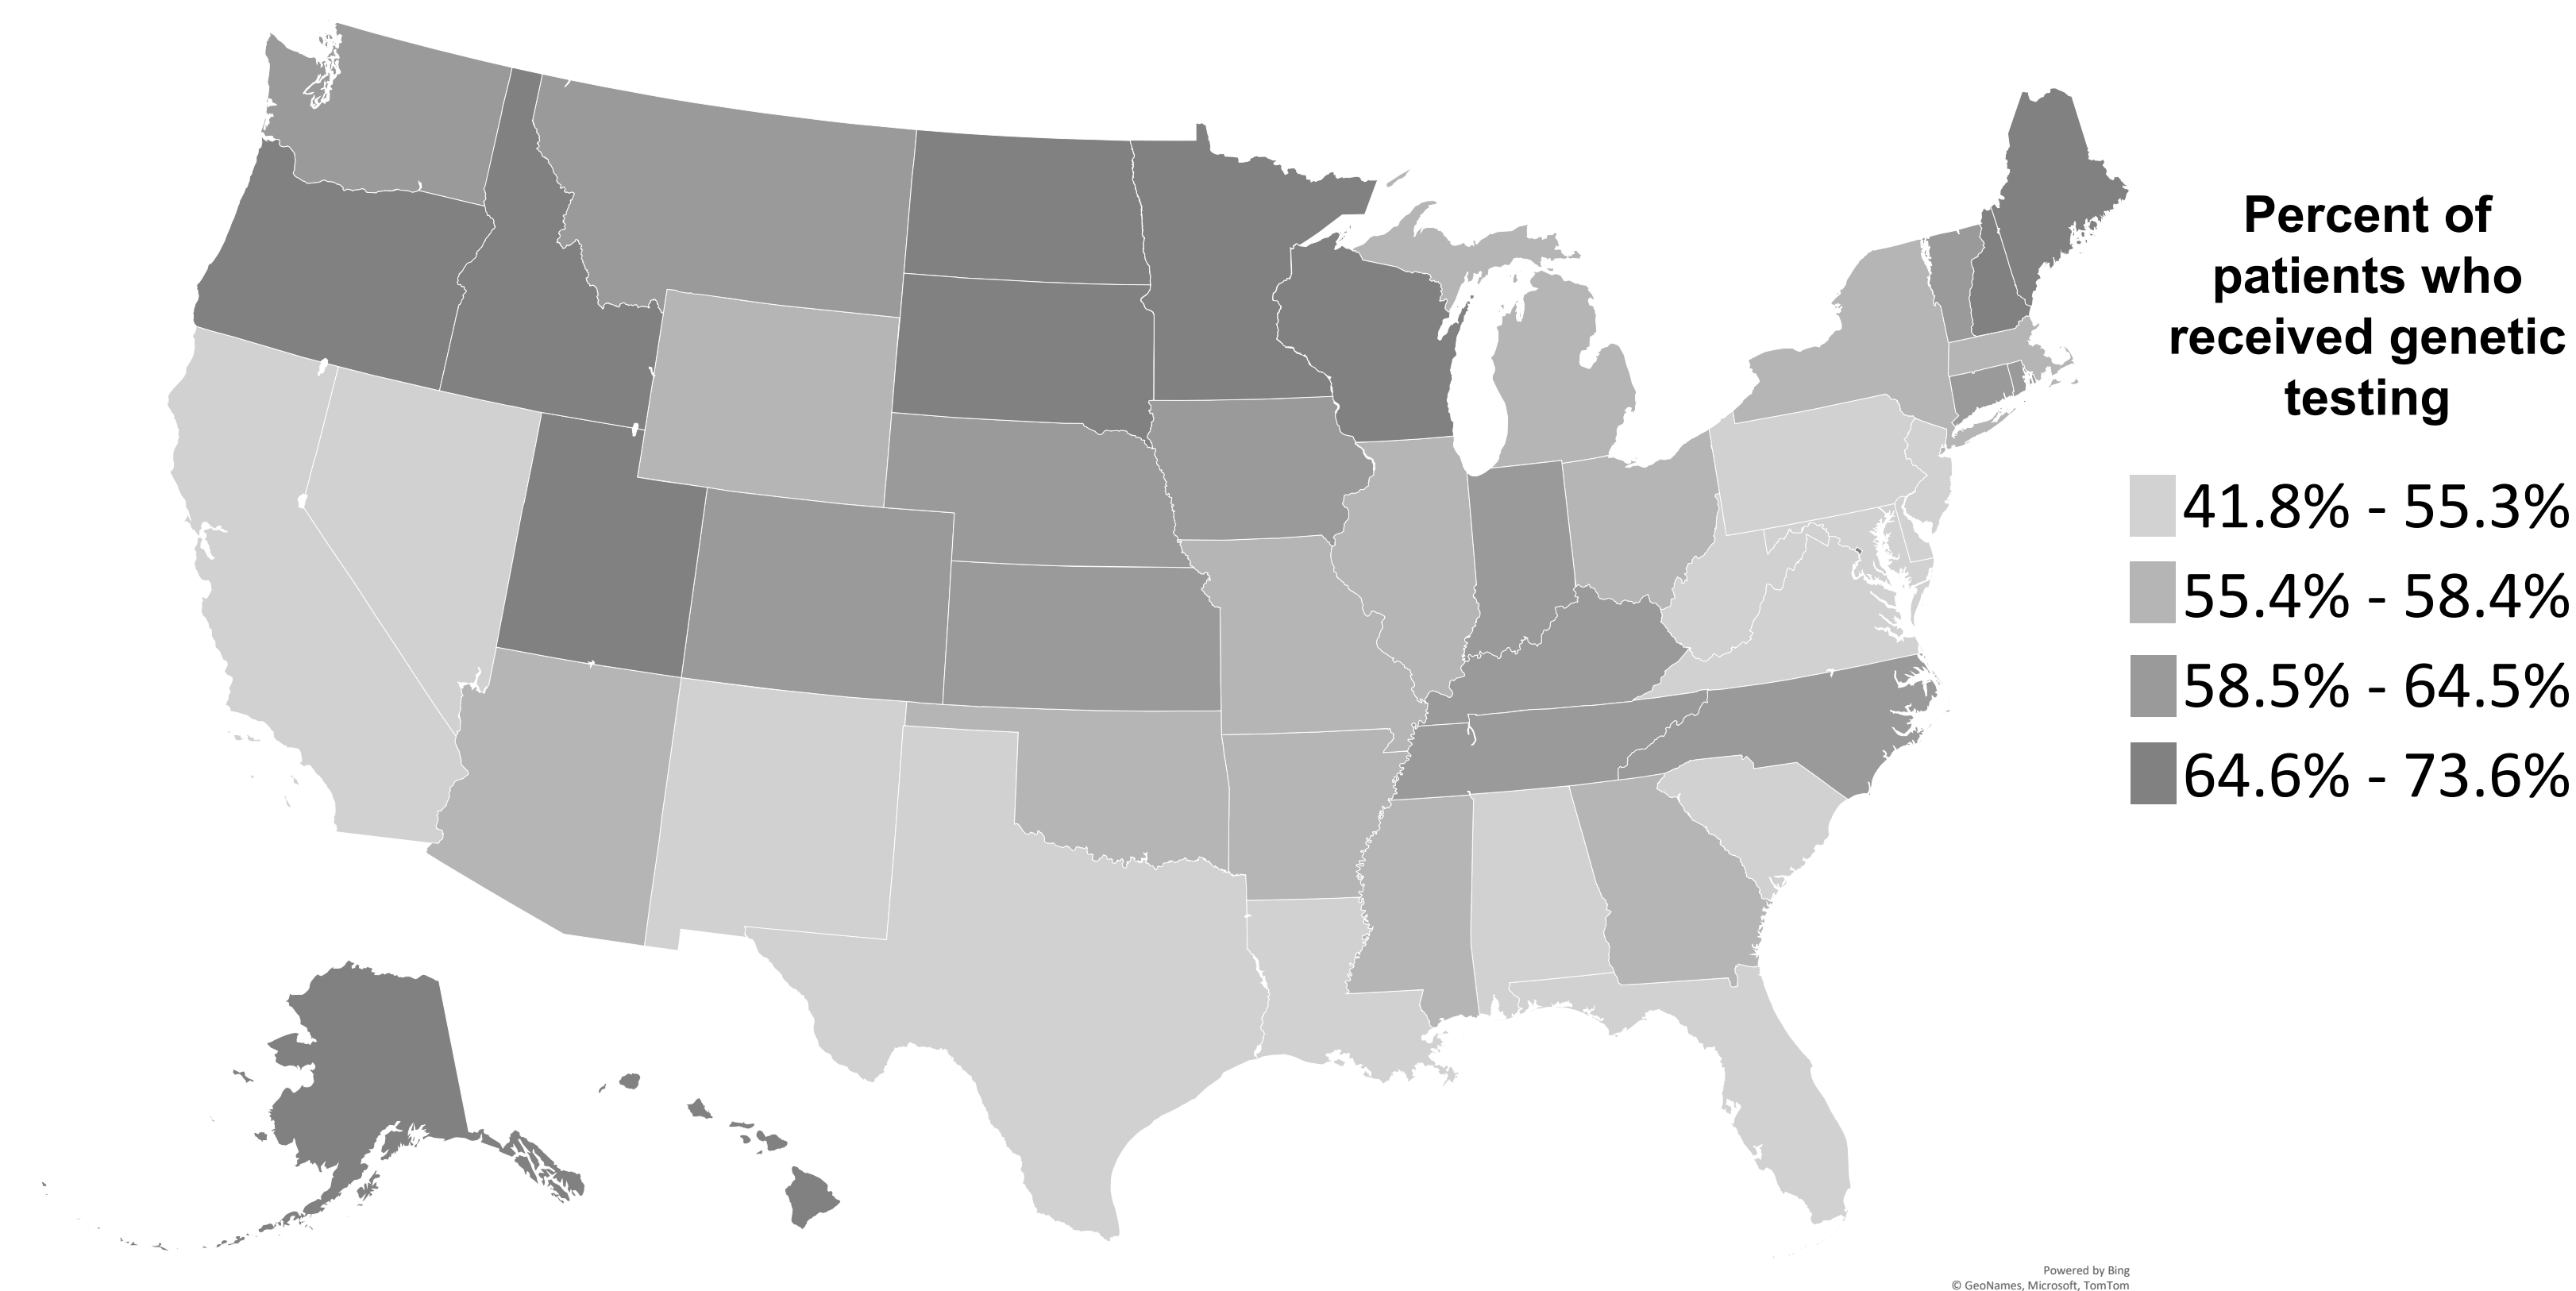 Percent of
patients who
received genetic
testing
41.8% - 55.3%
55.4% - 58.4%
58.5% - 64.5%
64.6% - 73.6%
Powered by Bing
© GeoNames, Microsoft, TomTom